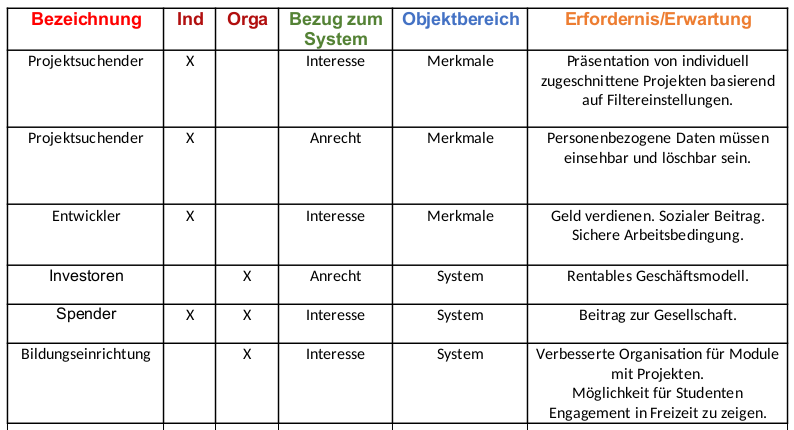 Bezeichnung Ind Orga Bezug zum System Objektbereich Erfordernis/Erwartung
Projektsuchender X Interesse Merkmale Präsentation von individuell
zugeschnittene Projekten basierend
auf Filtereinstellungen.
Projektsuchender X Anrecht Merkmale Personenbezogene Daten müssen
einsehbar und löschbar sein.
Entwickler X Interesse Merkmale Geld verdienen. Sozialer Beitrag.
Sichere Arbeitsbedingung.
Investoren X Anrecht System Rentables Geschäftsmodell.
Spender X X Interesse System Beitrag zur Gesellschaft.
Bildungseinrichtung X Interesse System Verbesserte Organisation für Module
mit Projekten.
Möglichkeit für Studenten
Engagement in Freizeit zu zeigen.